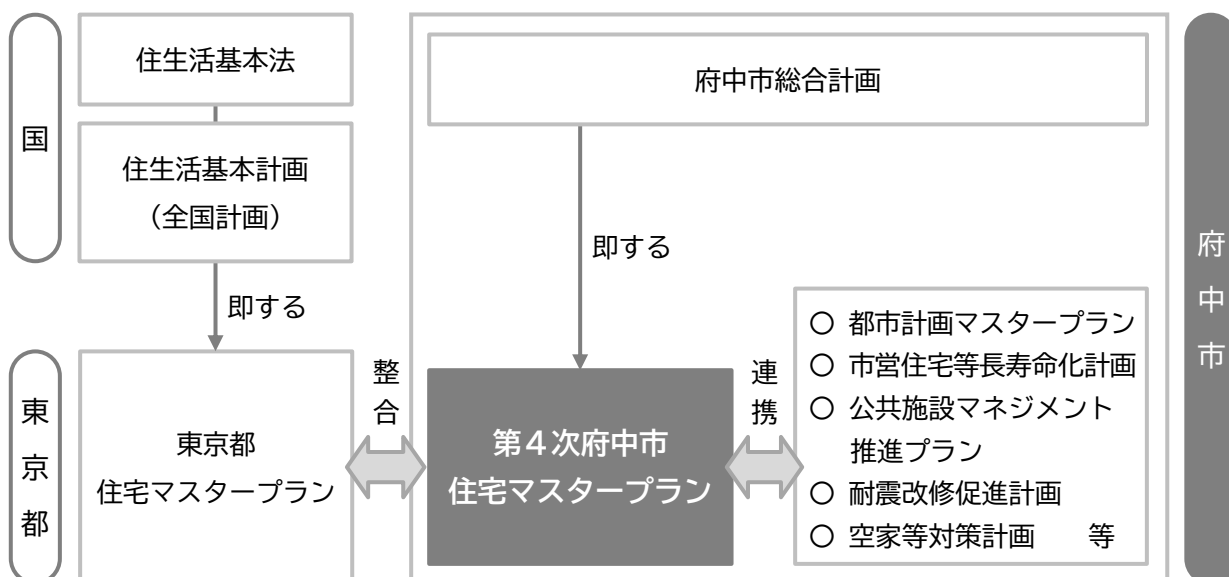 国
住生活基本法
住生活基本計画
（全国計画）
即する
東京都
整合
東京都
住宅マスタープラン
府中市総合計画
即する
第４次府中市
住宅マスタープラン
連携
○ 都市計画マスタープラン
○ 市営住宅等長寿命化計画
○ 公共施設マネジメント
推進プラン
○ 耐震改修促進計画
○ 空家等対策計画　等
府中市